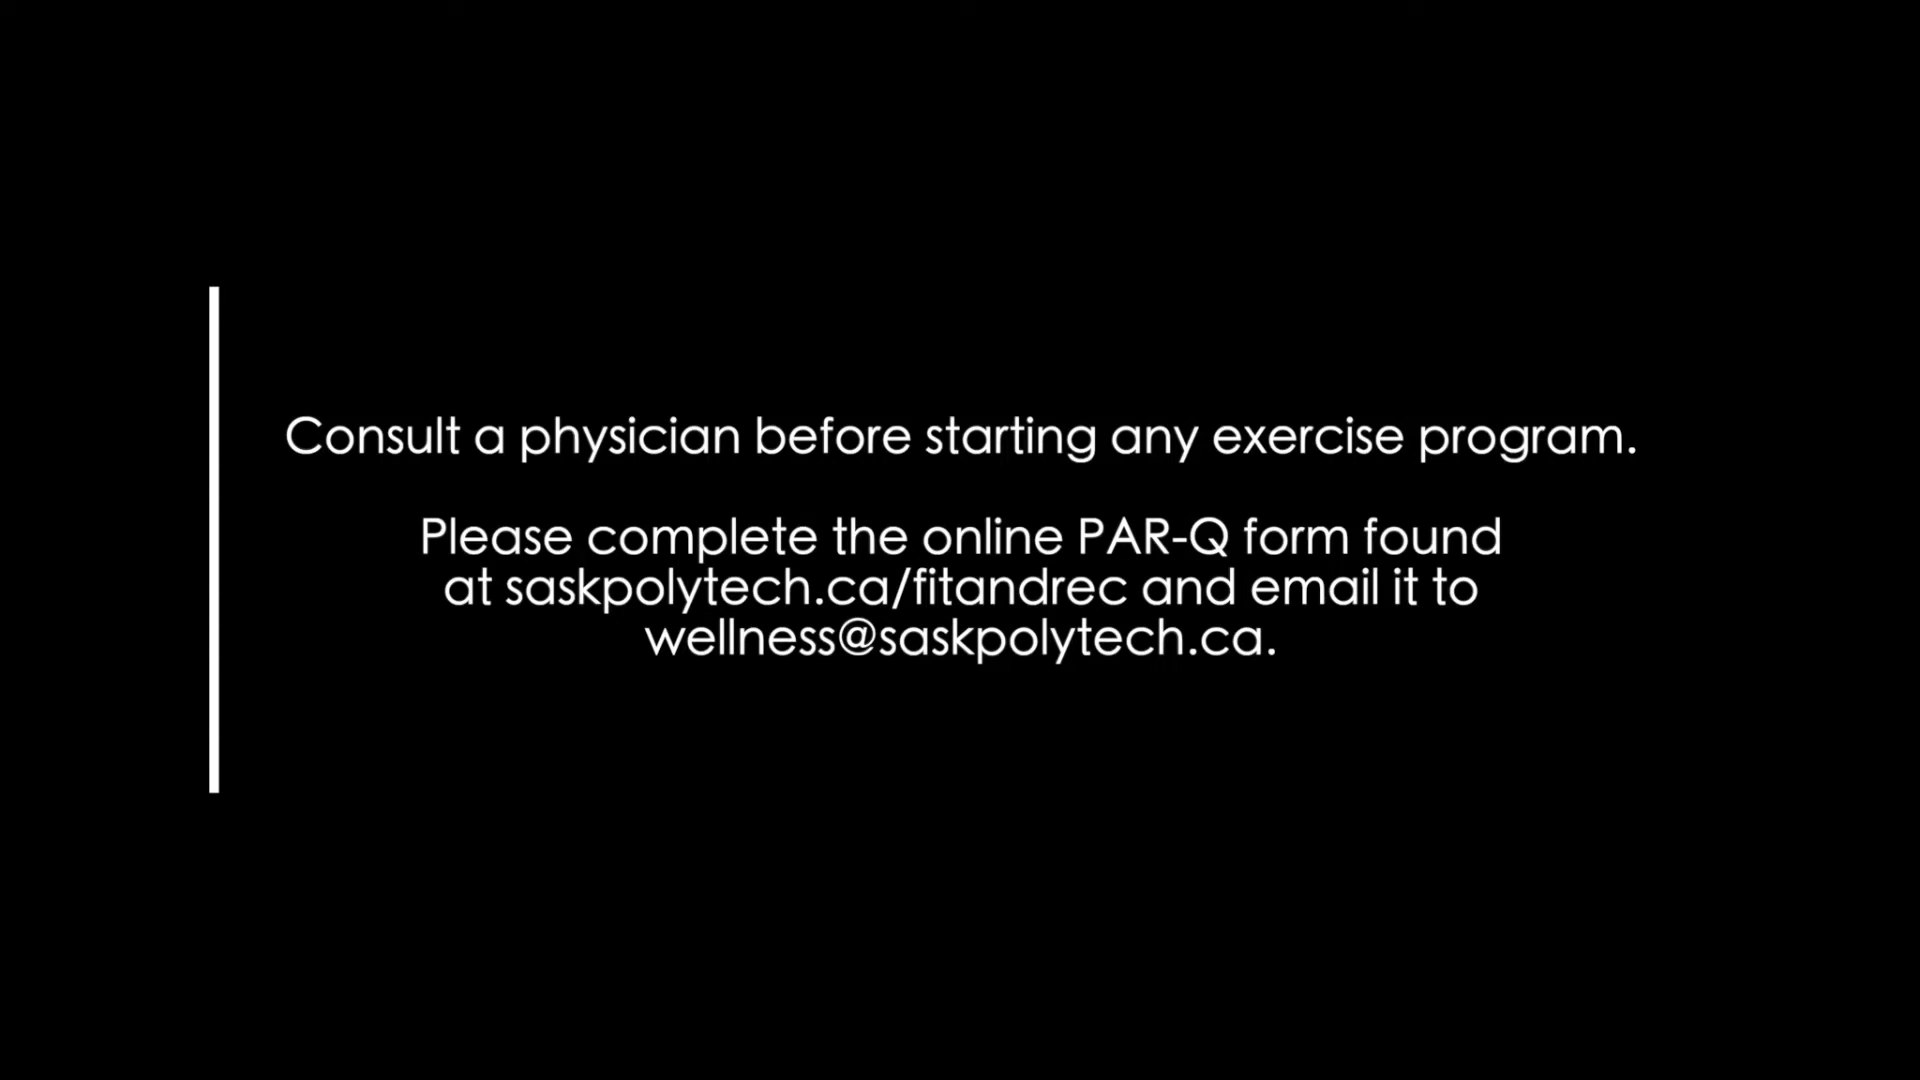 Consult a physician before starting any exercise program.
Please complete the online PAR-Q form found
at saskpolytech.ca/fitandrec and email it to
wellness@saskpolytech.ca.